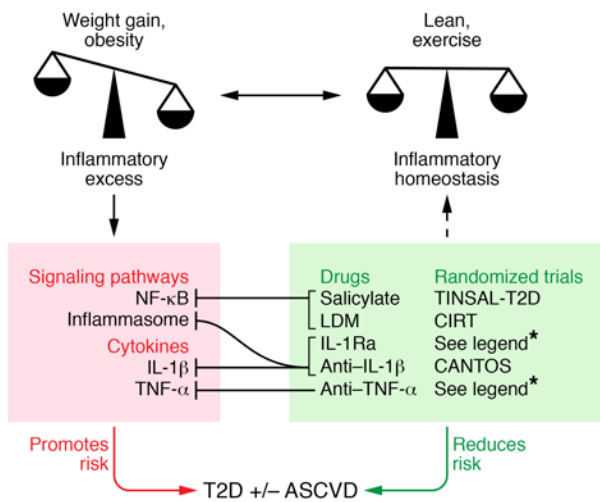 Weight gain,
obesity
Lean,
exercise
Inflammatory
excess
Inflammatory
homeostasis
Signaling pathways
NF-κB
Inflammasome
Cytokines
IL-1β
TNF-α
Drugs
Salicylate
LDM
IL-1Ra
Anti–IL-1β
Anti–TNF-α
Randomized trials
TINSAL-T2D
CIRT
See legend*
CANTOS
See legend*
Promotes
risk
Reduces
risk
T2D +/– ASCVD